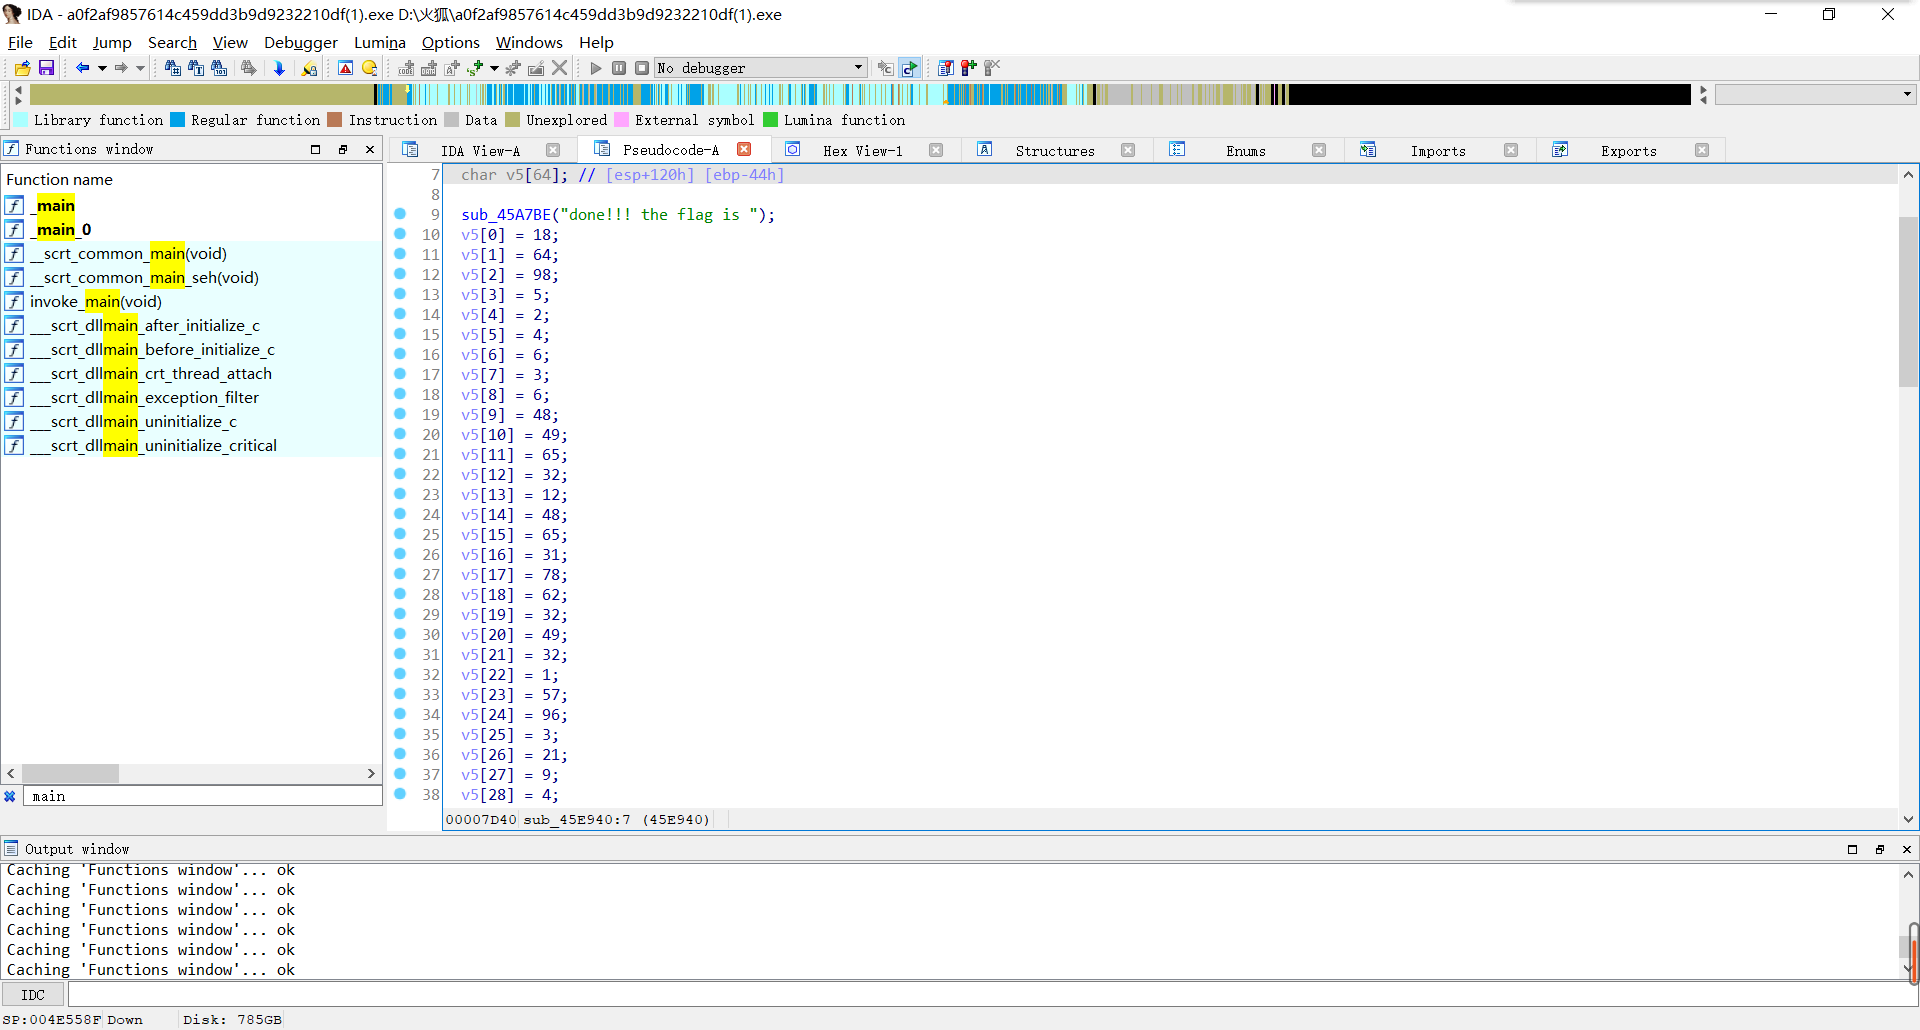 IDA - a0f2af9857614c459dd3b9d9232210df(1).exe D:\火狐\a0f2af9857614c459dd3b9d9232210df(1).exe
File Edit Jump Search View Debugger Lumina Options Windows Help
No debugger
Library function Regular function Instruction Data Unexplored External symbol Lumina function
Functions window
IDA View-A Pseudocode-A Hex View-1 Structures Enums Imports Exports
Function name
_main
_main_0
__scrt_common_main(void)
__scrt_common_main_seh(void)
invoke_main(void)
___scrt_dllmain_after_initialize_c
___scrt_dllmain_before_initialize_c
___scrt_dllmain_crt_thread_attach
___scrt_dllmain_exception_filter
___scrt_dllmain_uninitialize_c
___scrt_dllmain_uninitialize_critical
main
7 char v5[64]; // [esp+120h] [ebp-44h]
8
9 sub_45A7BE("done!!! the flag is ");
10 v5[0] = 18;
11 v5[1] = 64;
12 v5[2] = 98;
13 v5[3] = 5;
14 v5[4] = 2;
15 v5[5] = 4;
16 v5[6] = 6;
17 v5[7] = 3;
18 v5[8] = 6;
19 v5[9] = 48;
20 v5[10] = 49;
21 v5[11] = 65;
22 v5[12] = 32;
23 v5[13] = 12;
24 v5[14] = 48;
25 v5[15] = 65;
26 v5[16] = 31;
27 v5[17] = 78;
28 v5[18] = 62;
29 v5[19] = 32;
30 v5[20] = 49;
31 v5[21] = 32;
32 v5[22] = 1;
33 v5[23] = 57;
34 v5[24] = 96;
35 v5[25] = 3;
36 v5[26] = 21;
37 v5[27] = 9;
38 v5[28] = 4;
00007D40 sub_45E940:7 (45E940)
Output window
Caching 'Functions window'... ok
Caching 'Functions window'... ok
Caching 'Functions window'... ok
Caching 'Functions window'... ok
Caching 'Functions window'... ok
Caching 'Functions window'... ok
IDC
SP:004E558F Down Disk: 785GB